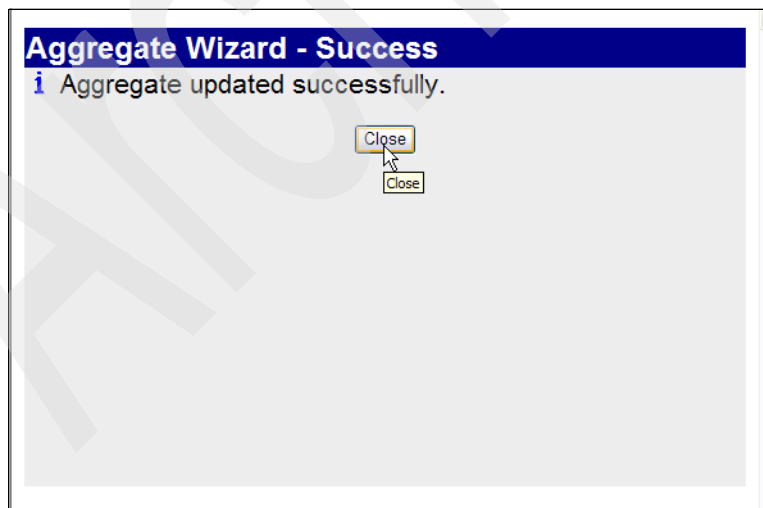 Aggregate Wizard - Success
i Aggregate updated successfully.
Close
Close